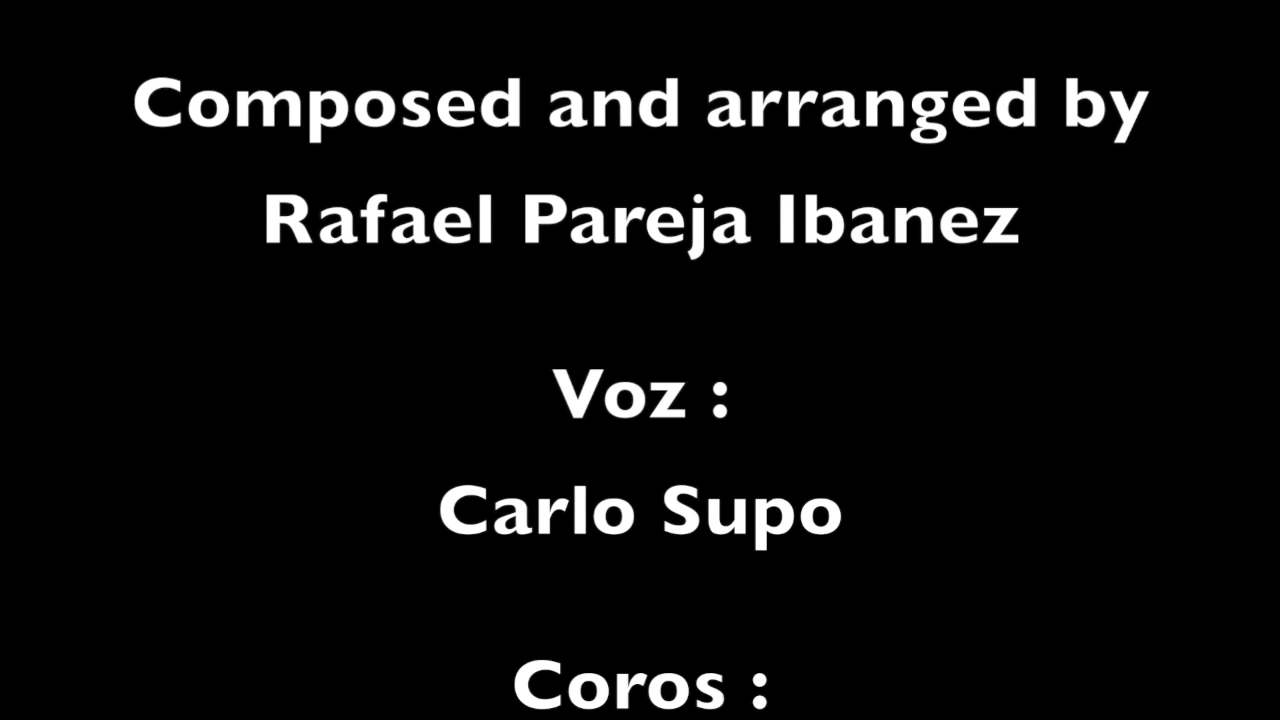 Composed and arranged by
Rafael Pareja Ibanez
Voz :
Carlo Supo
Coros :